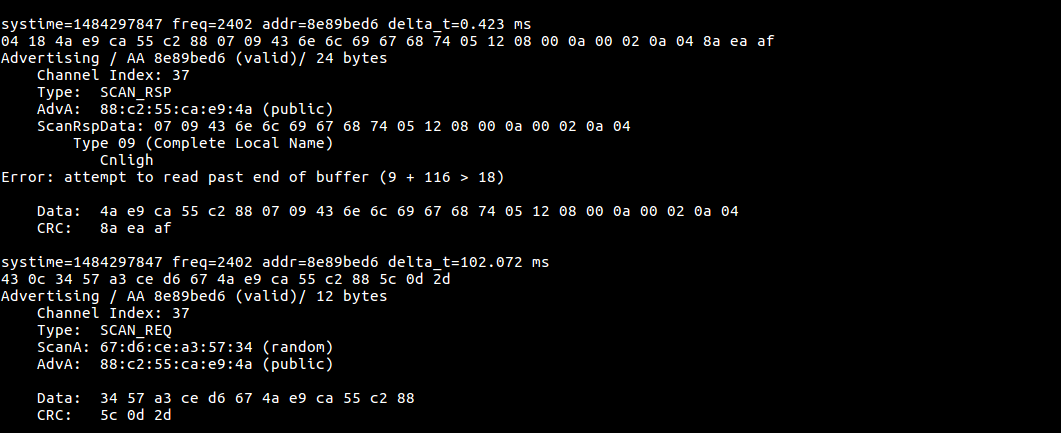 systime=1484297847 freq=2402 addr=8e89bed6 delta_t=0.423 ms
04 18 4a e9 ca 55 c2 88 07 09 43 6e 6c 69 67 68 74 05 12 08 00 0a 00 02 0a 04 8a ea af
Advertising / AA 8e89bed6 (valid)/ 24 bytes
    Channel Index: 37
    Type:  SCAN_RSP
    AdvA:  88:c2:55:ca:e9:4a (public)
    ScanRspData: 07 09 43 6e 6c 69 67 68 74 05 12 08 00 0a 00 02 0a 04
        Type 09 (Complete Local Name)
           Cnligh
Error: attempt to read past end of buffer (9 + 116 > 18)

    Data:  4a e9 ca 55 c2 88 07 09 43 6e 6c 69 67 68 74 05 12 08 00 0a 00 02 0a 04
    CRC:   8a ea af

systime=1484297847 freq=2402 addr=8e89bed6 delta_t=102.072 ms
43 0c 34 57 a3 ce d6 67 4a e9 ca 55 c2 88 5c 0d 2d
Advertising / AA 8e89bed6 (valid)/ 12 bytes
    Channel Index: 37
    Type:  SCAN_REQ
    ScanA: 67:d6:ce:a3:57:34 (random)
    AdvA:  88:c2:55:ca:e9:4a (public)

    Data:  34 57 a3 ce d6 67 4a e9 ca 55 c2 88
    CRC:   5c 0d 2d